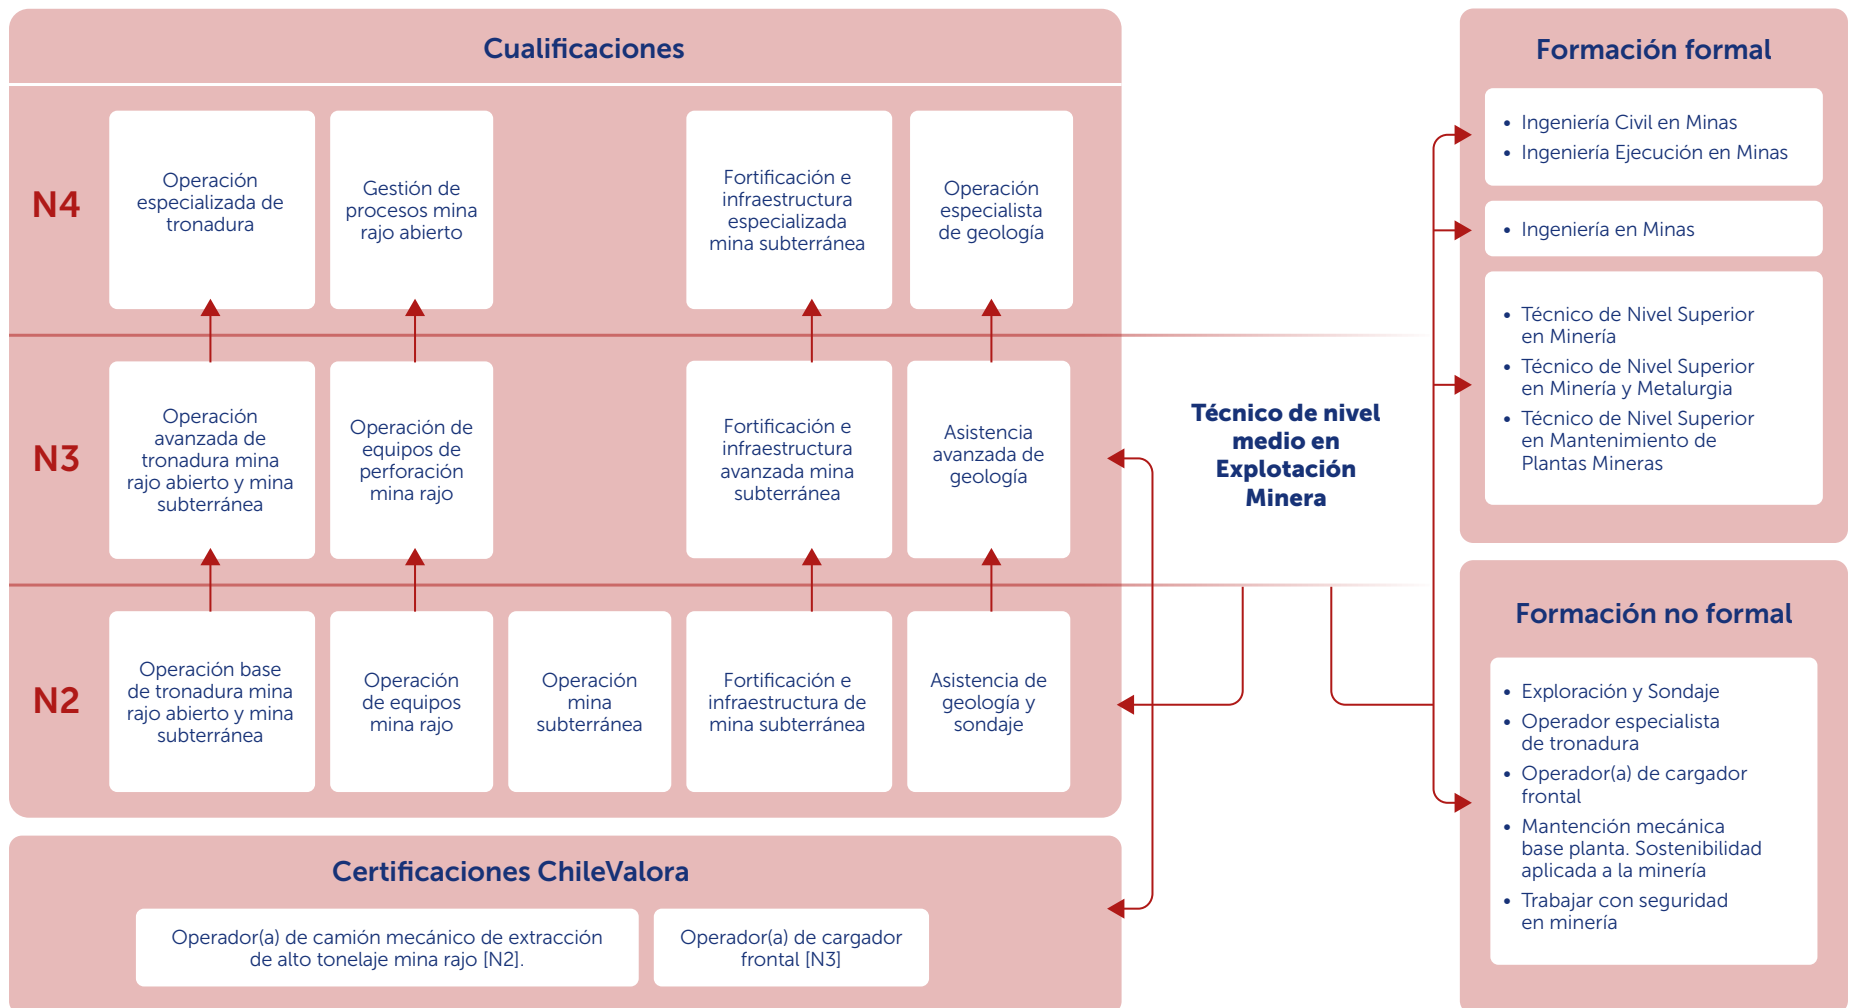 Cualificaciones
N4
Operación
especializada de
tronadura
Gestión de
procesos mina
rajo abierto
Fortificación e
infraestructura
especializada
mina subterránea
Operación
especialista
de geología
N3
Operación
avanzada de
tronadura mina
rajo abierto y mina
subterránea
Operación de
equipos de
perforación
mina rajo
Fortificación e
infraestructura
avanzada mina
subterránea
Asistencia
avanzada de
geología
N2
Operación base
de tronadura mina
rajo abierto y mina
subterránea
Operación
de equipos
mina rajo
Operación
mina
subterránea
Fortificación e
infraestructura de
mina subterránea
Asistencia de
geología y
sondaje
Técnico de nivel
medio en
Explotación
Minera
Certificaciones ChileValora
Operador(a) de camión mecánico de extracción
de alto tonelaje mina rajo [N2].
Operador(a) de cargador
frontal [N3]
Formación formal
• Ingeniería Civil en Minas
• Ingeniería Ejecución en Minas
• Ingeniería en Minas
• Técnico de Nivel Superior
en Minería
• Técnico de Nivel Superior
en Minería y Metalurgia
• Técnico de Nivel Superior
en Mantenimiento de
Plantas Mineras
Formación no formal
• Exploración y Sondaje
• Operador especialista
de tronadura
• Operador(a) de cargador
frontal
• Mantención mecánica
base planta. Sostenibilidad
aplicada a la minería
• Trabajar con seguridad
en minería